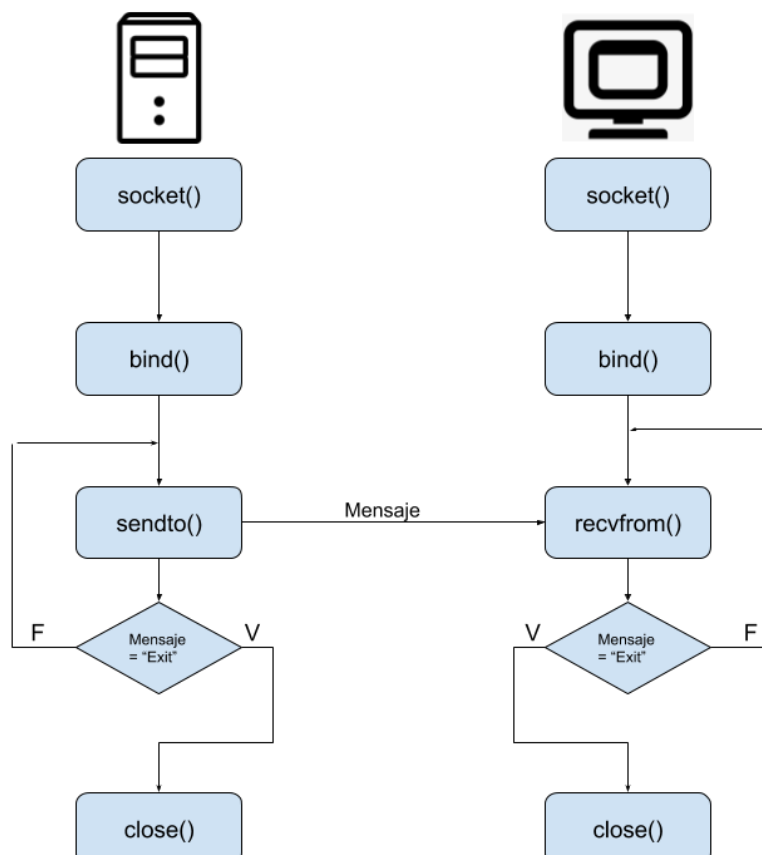 socket()
socket()
bind()
bind()
sendto()
Mensaje
recvfrom()
F
Mensaje
= “Exit”
V
V
Mensaje
= “Exit”
F
close()
close()